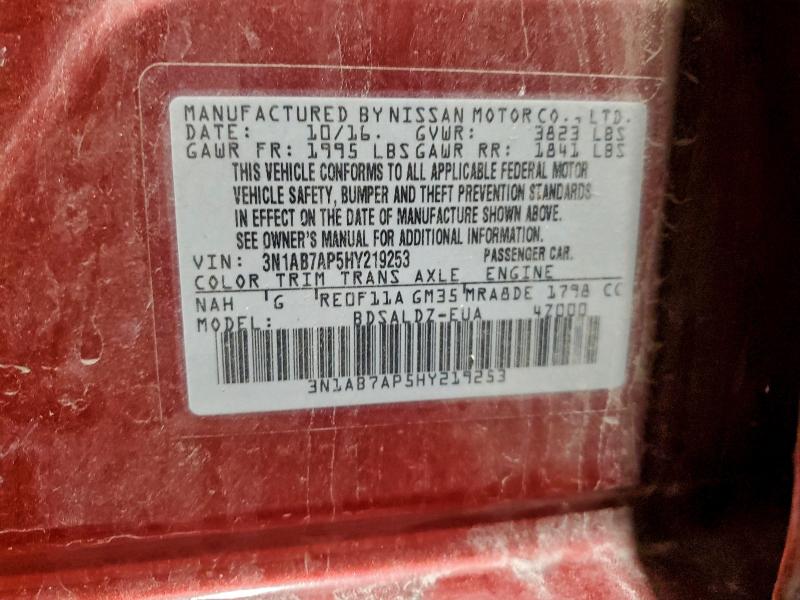 MANUFACTURED BY NISSAN MOTOR CO., LTD.
DATE: 10/16. GVWR: 3823 LBS
GAWR FR: 1995 LBS GAWR RR: 1841 LBS
THIS VEHICLE CONFORMS TO ALL APPLICABLE FEDERAL MOTOR
VEHICLE SAFETY, BUMPER AND THEFT PREVENTION STANDARDS
IN EFFECT ON THE DATE OF MANUFACTURE SHOWN ABOVE.
SEE OWNER'S MANUAL FOR ADDITIONAL INFORMATION.
VIN: 3N1AB7AP5HY219253 PASSENGER CAR.
COLOR TRIM TRANS AXLE ENGINE
NAH G RE0F11A GM35 MRA8DE 1798 CC
MODEL: BDSALDZ-EUA 47000
3N1AB7AP5HY219253